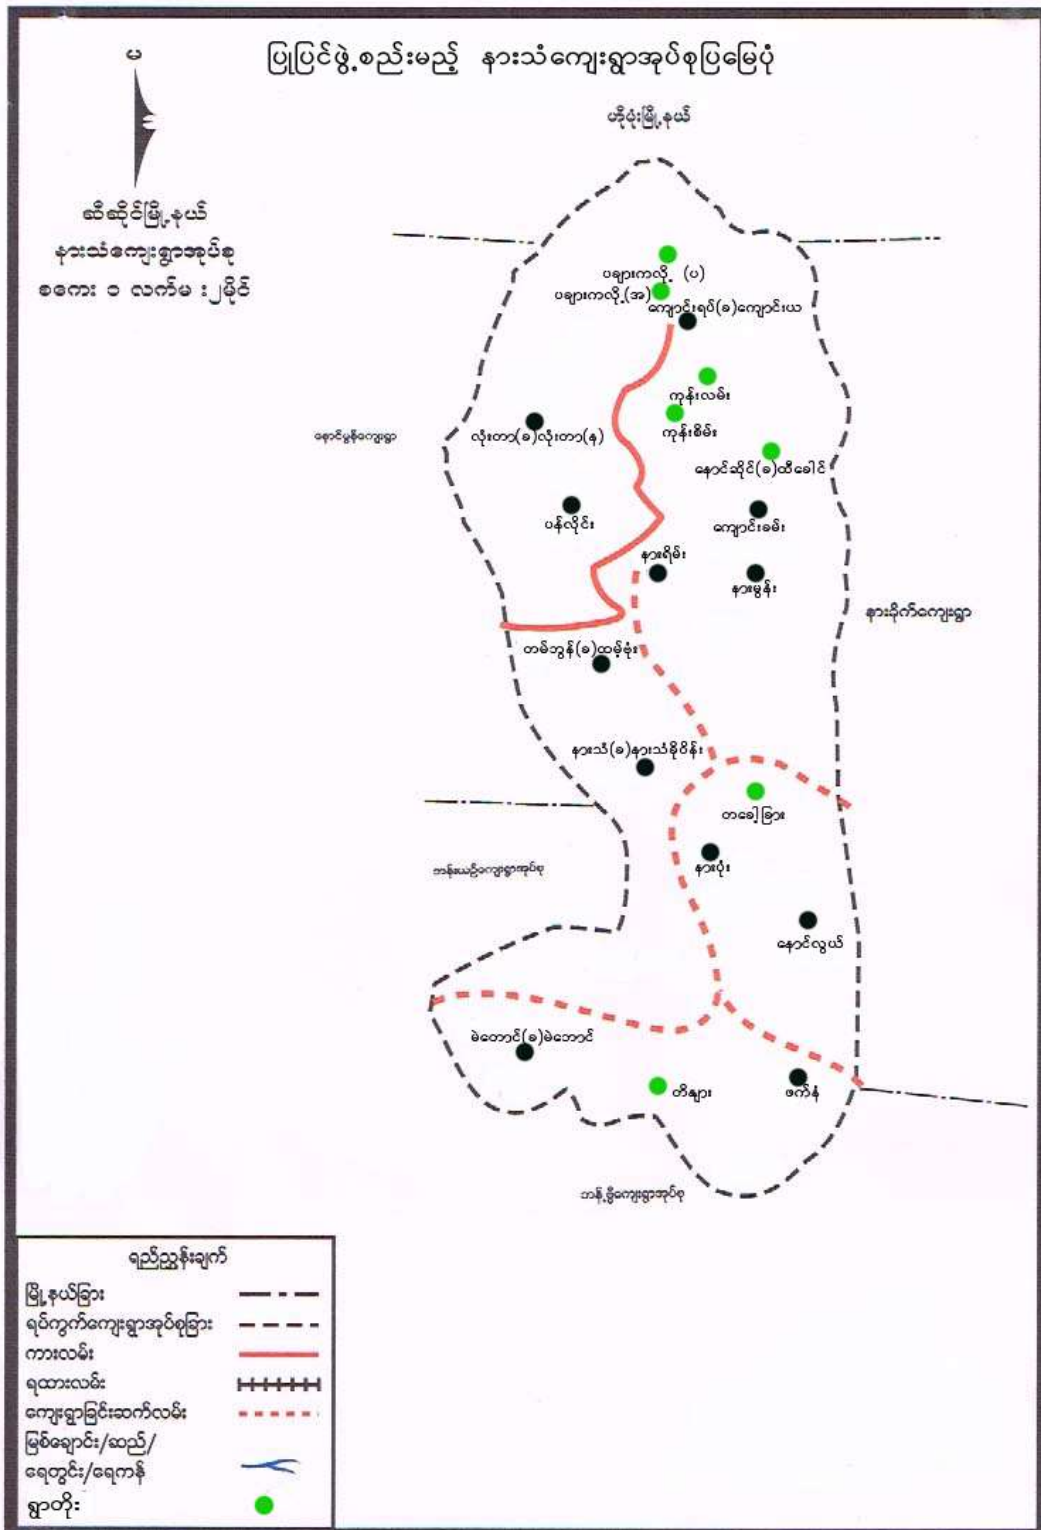 ပြုပြင်ဖွဲ့စည်းမည့် နားသံကျေးရွာအုပ်စုပြမြေပုံ
မ
ဟိုပုံးမြို့နယ်
ဆီဆိုင်မြို့နယ်
နားသံကျေးရွာအုပ်စု
စကေး ၁ လက်မ း၂မိုင်
ပချားကလို့ (ပ)
ပချားကလို့(အ)
ကျောင်းရပ်(ခ)ကျောင်းယ
ကုန်းလမ်း
ကုန်းစိမ်း
နောင်မွန်ကျေးရွာ
လုံးတာ(ခ)လုံးတာ(န)
နောင်ဆိုင်(ခ)ထီခေါင်
ပန်လိုင်း
ကျောင်းခမ်း
နားရိမ်း
နားမွန်း
နားခိုက်ကျေးရွာ
တမ်ဘွန်(ခ)ထမ့်ဗုံး
နားသံ(ခ)နားသံခိုဝိန်း
တခေါ့ခြား
နားပုံး
ဘန်းယဉ်ကျေးရွာအုပ်စု
နောင်လွယ်
မဲတောင်(ခ)မဲဘောင်
တိဈား
ဖက်နံ
ရည်ညွှန်းချက်
မြို့နယ်ခြား
ရပ်ကွက်ကျေးရွာအုပ်စုခြား
ကားလမ်း
ရထားလမ်း
ကျေးရွာခြင်းဆက်လမ်း
မြစ်ချောင်း/ဆည်/
ရေတွင်း/ရေကန်
ရွာတိုး